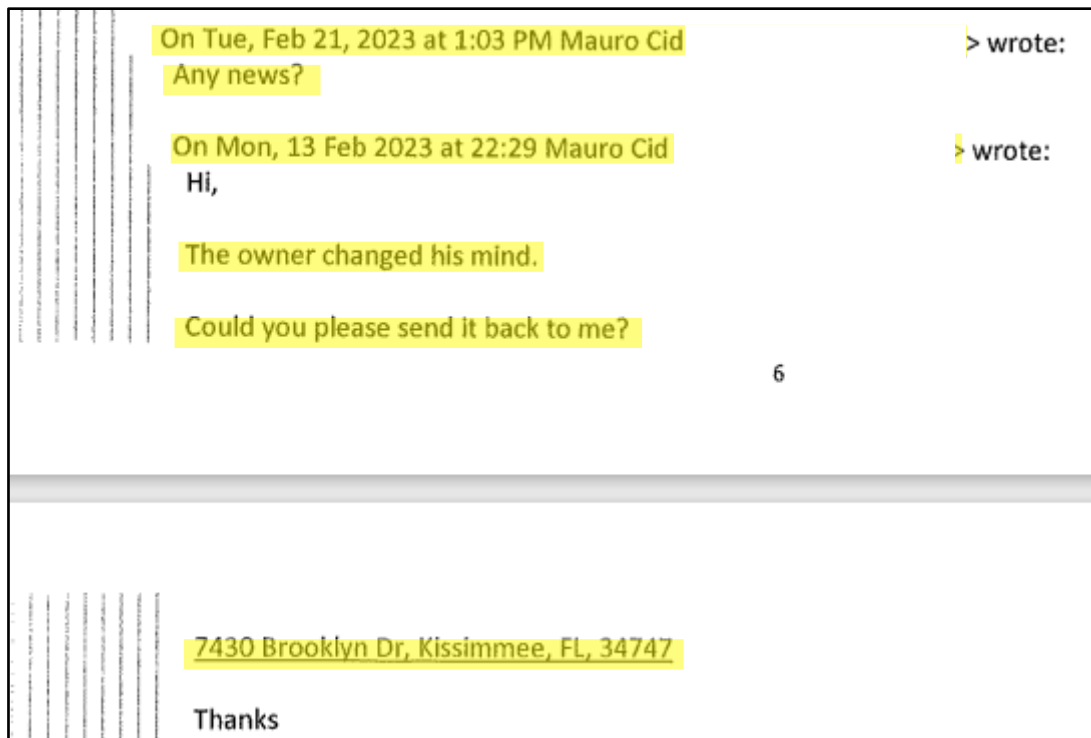 On Tue, Feb 21, 2023 at 1:03 PM Mauro Cid > wrote:
Any news?
On Mon, 13 Feb 2023 at 22:29 Mauro Cid > wrote:
Hi,
The owner changed his mind.
Could you please send it back to me?
6
7430 Brooklyn Dr, Kissimmee, FL, 34747
Thanks